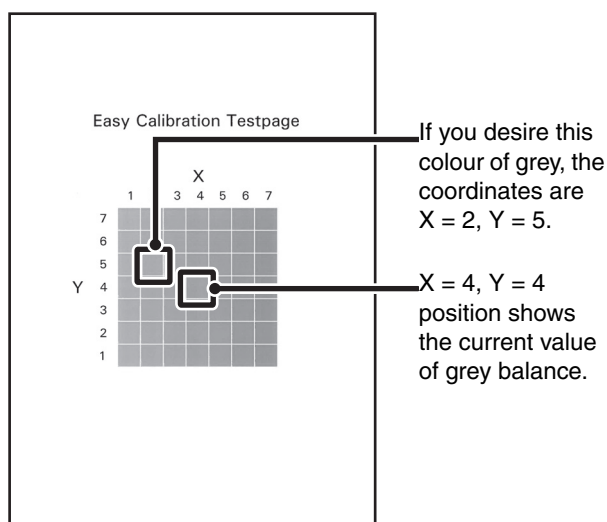 Easy Calibration Testpage
X
1 3 4 5 6 7
7
6
5
Y 4
3
2
1
If you desire this
colour of grey, the
coordinates are
X = 2, Y = 5.
X = 4, Y = 4
position shows
the current value
of grey balance.